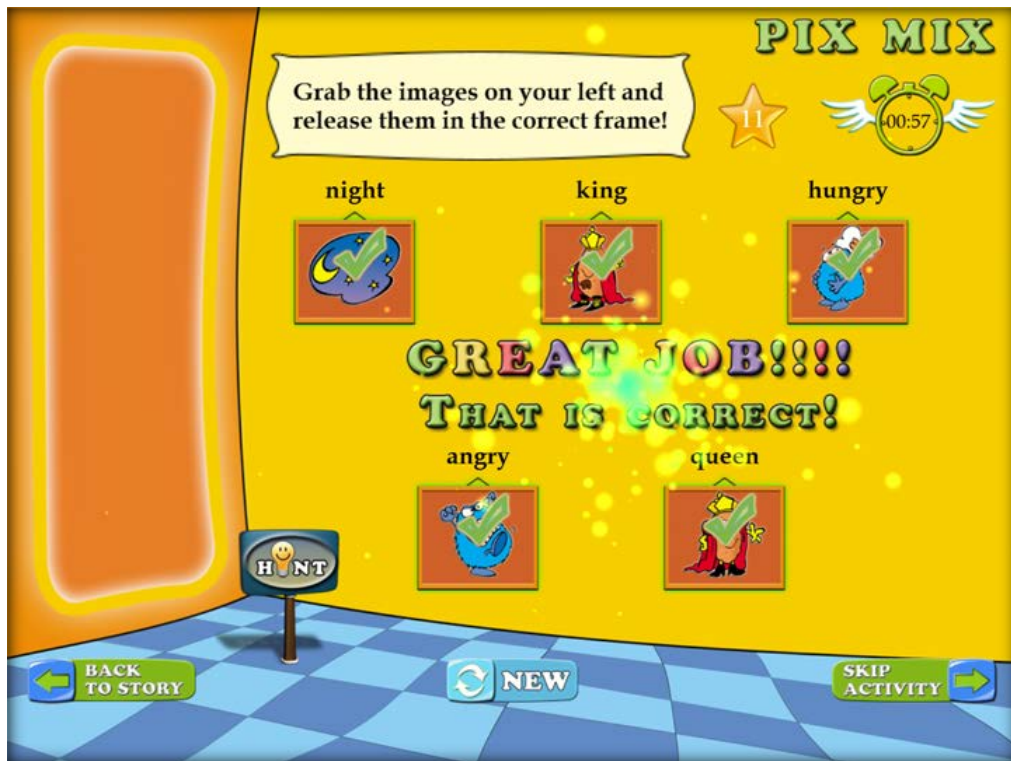 PIX MIX
Grab the images on your left and
release them in the correct frame!
11
00:57
night
king
hungry
GREAT JOB!!!!
THAT IS CORRECT!
angry
queen
HINT
BACK
TO STORY
NEW
SKIP
ACTIVITY